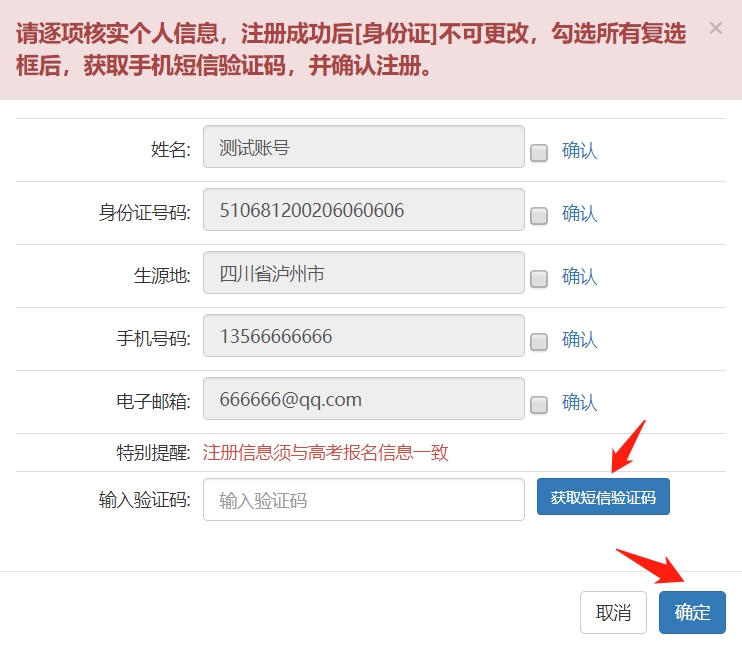 请逐项核实个人信息，注册成功后[身份证]不可更改，勾选所有复选
框后，获取手机短信验证码，并确认注册。
×
姓名: 测试账号 确认
身份证号码: 510681200206060606 确认
生源地: 四川省泸州市 确认
手机号码: 13566666666 确认
电子邮箱: 666666@qq.com 确认
特别提醒: 注册信息须与高考报名信息一致
输入验证码: 输入验证码 获取短信验证码
取消 确定